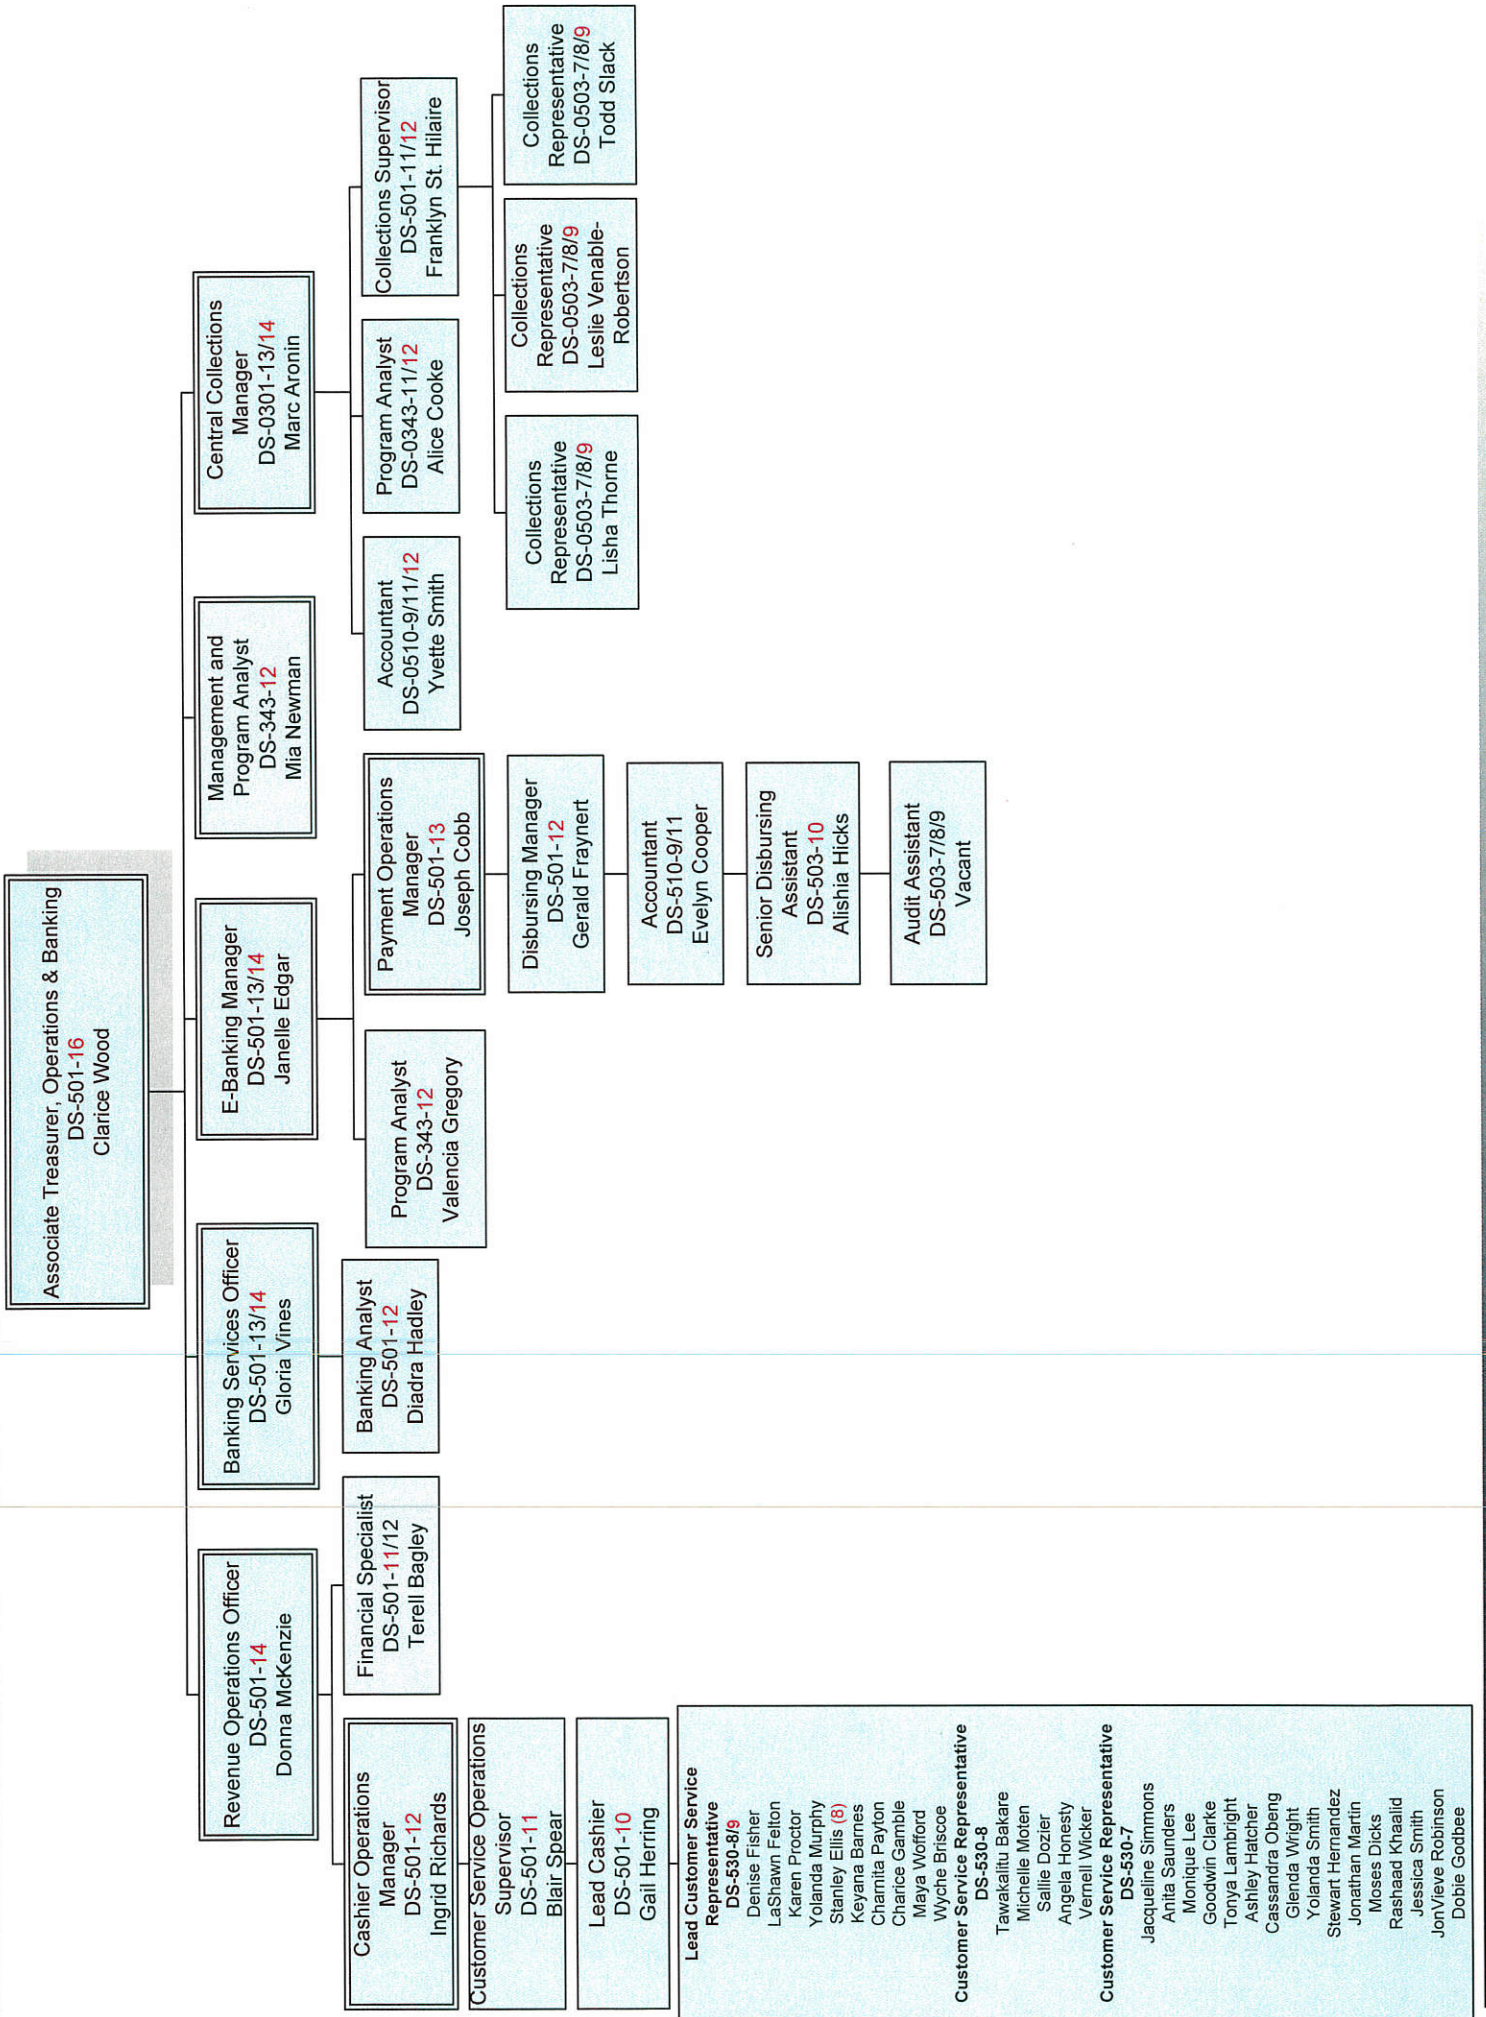 Associate Treasurer, Operations & Banking
DS-501-16
Clarice Wood
Revenue Operations Officer
DS-501-14
Donna McKenzie
Banking Services Officer
DS-501-13/14
Gloria Vines
E-Banking Manager
DS-501-13/14
Janelle Edgar
Management and
Program Analyst
DS-343-12
Mia Newman
Central Collections
Manager
DS-0301-13/14
Marc Aronin
Cashier Operations
Manager
DS-501-12
Ingrid Richards
Financial Specialist
DS-501-11/12
Terell Bagley
Banking Analyst
DS-501-12
Diadra Hadley
Program Analyst
DS-343-12
Valencia Gregory
Payment Operations
Manager
DS-501-13
Joseph Cobb
Accountant
DS-0510-9/11/12
Yvette Smith
Program Analyst
DS-0343-11/12
Alice Cooke
Collections Supervisor
DS-501-11/12
Franklyn St. Hilaire
Customer Service Operations
Supervisor
DS-501-11
Blair Spear
Disbursing Manager
DS-501-12
Gerald Fraynert
Collections
Representative
DS-0503-7/8/9
Lisha Thorne
Collections
Representative
DS-0503-7/8/9
Leslie Venable-
Robertson
Collections
Representative
DS-0503-7/8/9
Todd Slack
Lead Cashier
DS-501-10
Gail Herring
Accountant
DS-510-9/11
Evelyn Cooper
Senior Disbursing
Assistant
DS-503-10
Alishia Hicks
Audit Assistant
DS-503-7/8/9
Vacant
Lead Customer Service
Representative
DS-530-8/9
Denise Fisher
LaShawn Felton
Karen Proctor
Yolanda Murphy
Stanley Ellis (8)
Keyana Barnes
Charnita Payton
Charice Gamble
Maya Wofford
Wyche Briscoe
Customer Service Representative
DS-530-8
Tawakalitu Bakare
Michelle Moten
Sallie Dozier
Angela Honesty
Vernell Wicker
Customer Service Representative
DS-530-7
Jacqueline Simmons
Anita Saunders
Monique Lee
Goodwin Clarke
Tonya Lambright
Ashley Hatcher
Cassandra Obeng
Glenda Wright
Yolanda Smith
Stewart Hernandez
Jonathan Martin
Moses Dicks
Rashaad Khaalid
Jessica Smith
JonVieve Robinson
Dobie Godbee